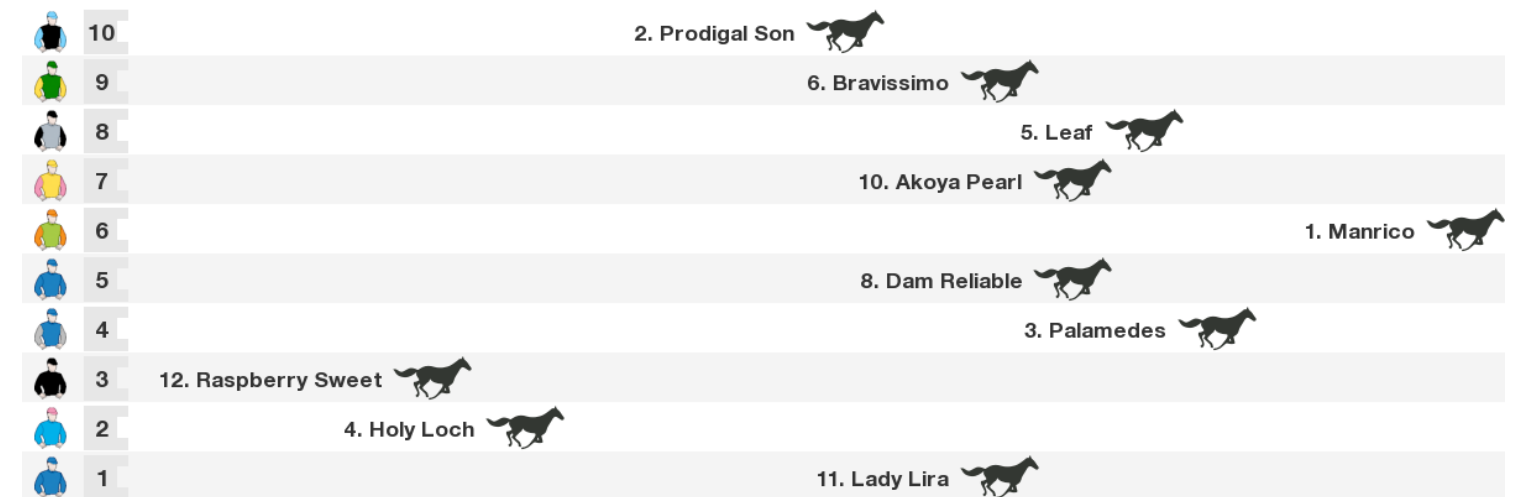 10 2. Prodigal Son
9 6. Bravissimo
8 5. Leaf
7 10. Akoya Pearl
6 1. Manrico
5 8. Dam Reliable
4 3. Palamedes
3 12. Raspberry Sweet
2 4. Holy Loch
1 11. Lady Lira